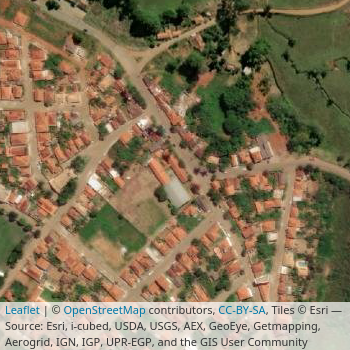 Leaflet | © OpenStreetMap contributors, CC-BY-SA, Tiles © Esri —
Source: Esri, i-cubed, USDA, USGS, AEX, GeoEye, Getmapping,
Aerogrid, IGN, IGP, UPR-EGP, and the GIS User Community